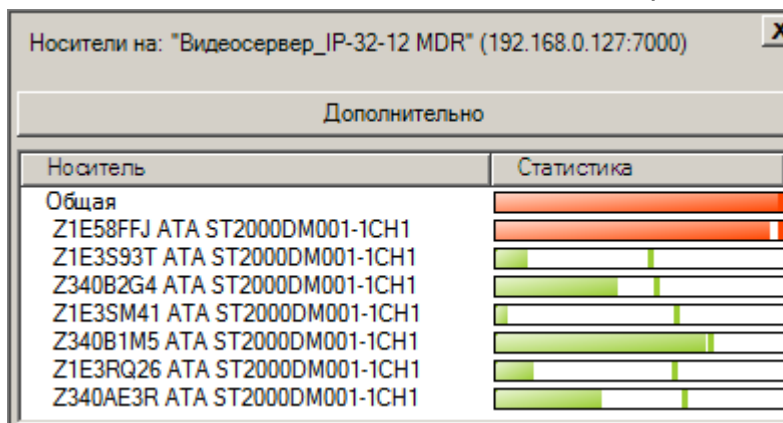 Носители на: "Видеосервер_IP-32-12 MDR" (192.168.0.127:7000)
X
Дополнительно
Носитель Статистика
Общая
Z1E58FFJ ATA ST2000DM001-1CH1
Z1E3S93T ATA ST2000DM001-1CH1
Z340B2G4 ATA ST2000DM001-1CH1
Z1E3SM41 ATA ST2000DM001-1CH1
Z340B1M5 ATA ST2000DM001-1CH1
Z1E3RQ26 ATA ST2000DM001-1CH1
Z340AE3R ATA ST2000DM001-1CH1